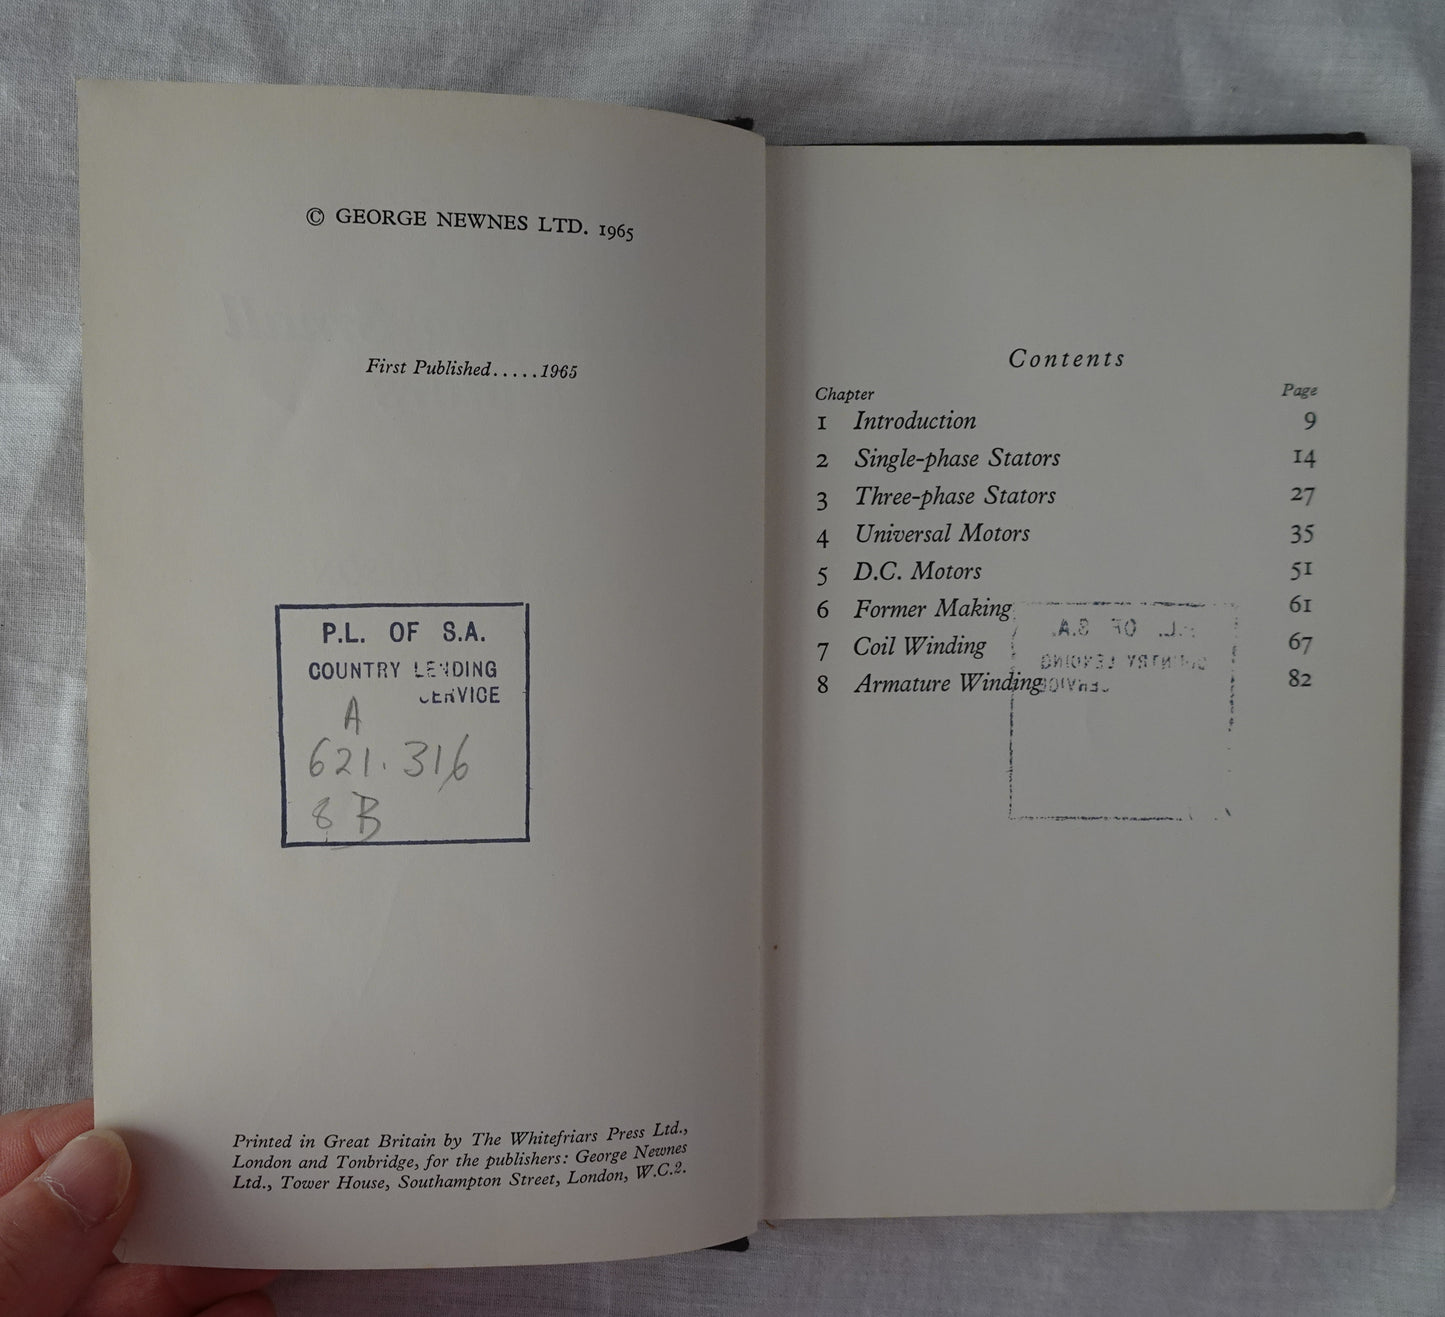 © GEORGE NEWNES LTD. 1965
First Published.....1965
P.L. OF S.A.
COUNTRY LENDING
SERVICE
A
621.316
8 B
Printed in Great Britain by The Whitefriars Press Ltd.,
London and Tonbridge, for the publishers: George Newnes
Ltd., Tower House, Southampton Street, London, W.C.2.
Contents
Chapter Page
1 Introduction 9
2 Single-phase Stators 14
3 Three-phase Stators 27
4 Universal Motors 35
5 D.C. Motors 51
6 Former Making 61
7 Coil Winding 67
8 Armature Winding 82